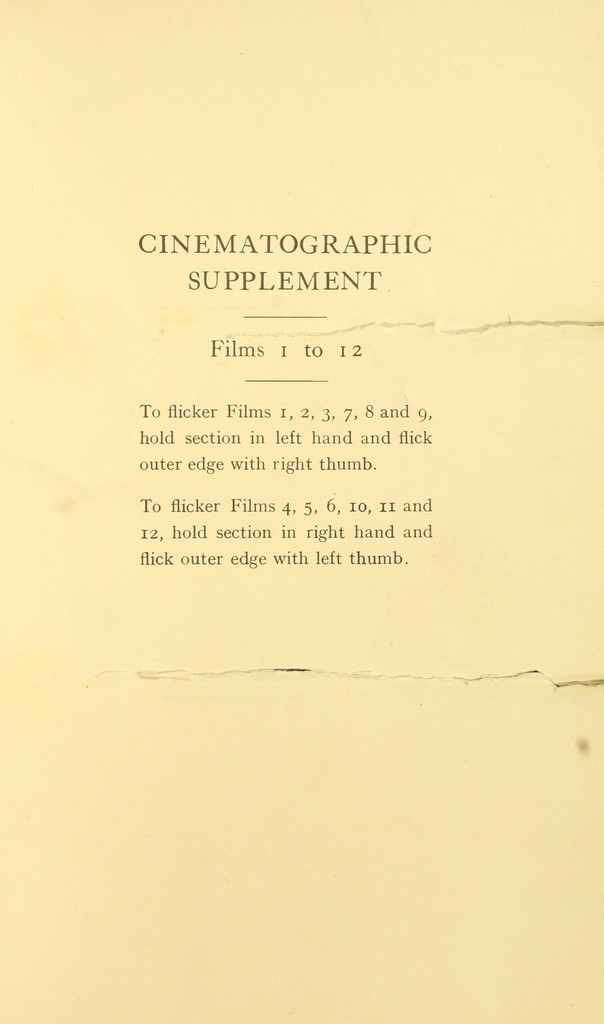 CINEMATOGRAPHIC
SUPPLEMENT
Films 1 to 12
To flicker Films 1, 2, 3, 7, 8 and 9,
hold section in left hand and flick
outer edge with right thumb.
To flicker Films 4, 5, 6, 10, 11 and
12, hold section in right hand and
flick outer edge with left thumb.